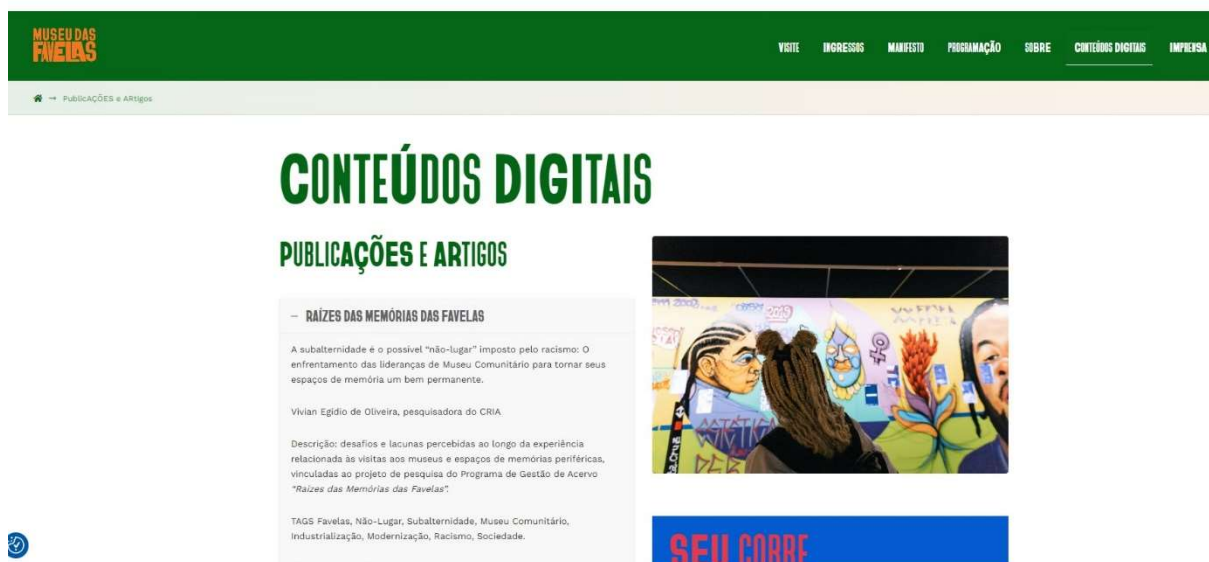 MUSEU DAS
FAVELAS
VISITE INGRESSOS MANIFESTO PROGRAMAÇÃO SOBRE CONTEÚDOS DIGITAIS IMPRENSA
→ PublicAÇÕES e ARtigos
CONTEÚDOS DIGITAIS
PUBLICAÇÕES E ARTIGOS
– RAÍZES DAS MEMÓRIAS DAS FAVELAS
A subalternidade é o possível “não-lugar” imposto pelo racismo: O
enfrentamento das lideranças de Museu Comunitário para tornar seus
espaços de memória um bem permanente.
Vivian Egidio de Oliveira, pesquisadora do CRIA
Descrição: desafios e lacunas percebidas ao longo da experiência
relacionada às visitas aos museus e espaços de memórias periféricas,
vinculadas ao projeto de pesquisa do Programa de Gestão de Acervo
“Raízes das Memórias das Favelas”.
TAGS Favelas, Não-Lugar, Subalternidade, Museu Comunitário,
Industrialização, Modernização, Racismo, Sociedade.
2002
2015
ESTÉTICA
SEU CORRE